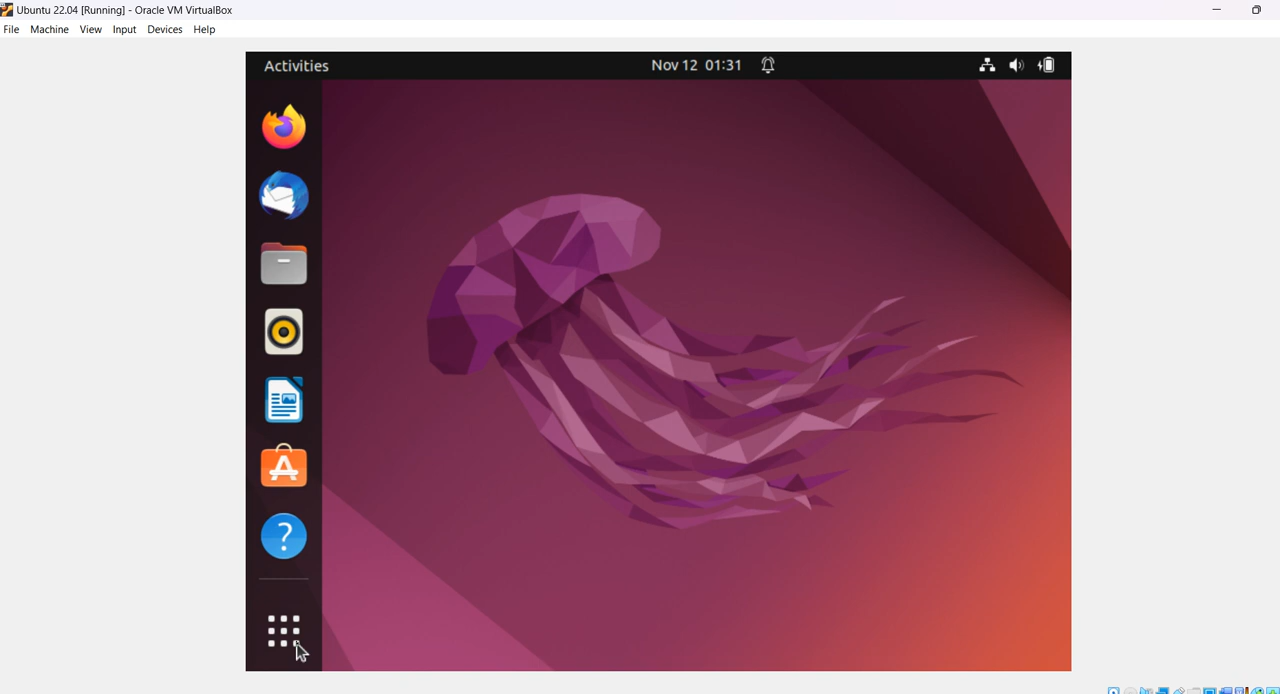 Ubuntu 22.04 [Running] - Oracle VM VirtualBox
File Machine View Input Devices Help
Activities Nov 12 01:31